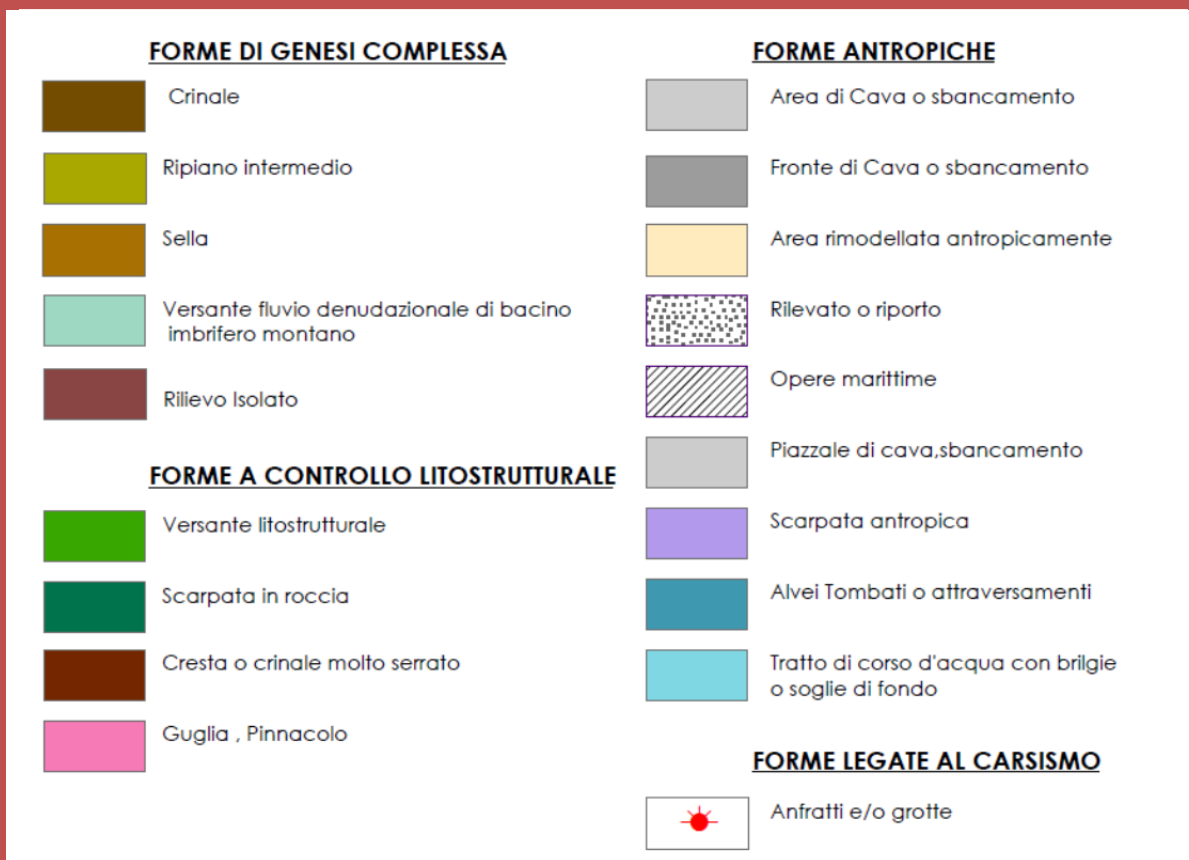 FORME DI GENESI COMPLESSA
Crinale
Ripiano intermedio
Sella
Versante fluvio denudazionale di bacino
imbrifero montano
Rilievo Isolato
FORME A CONTROLLO LITOSTRUTTURALE
Versante litostrutturale
Scarpata in roccia
Cresta o crinale molto serrato
Guglia , Pinnacolo
FORME ANTROPICHE
Area di Cava o sbancamento
Fronte di Cava o sbancamento
Area rimodellata antropicamente
Rilevato o riporto
Opere marittime
Piazzale di cava,sbancamento
Scarpata antropica
Alvei Tombati o attraversamenti
Tratto di corso d'acqua con brilgie
o soglie di fondo
FORME LEGATE AL CARSISMO
Anfratti e/o grotte